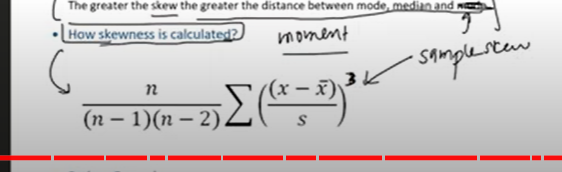 The greater the skew the greater the distance between mode, median and
• How skewness is calculated? moment
sample skew
n / (n − 1)(n − 2) ∑ ((x − x̄) / s)³